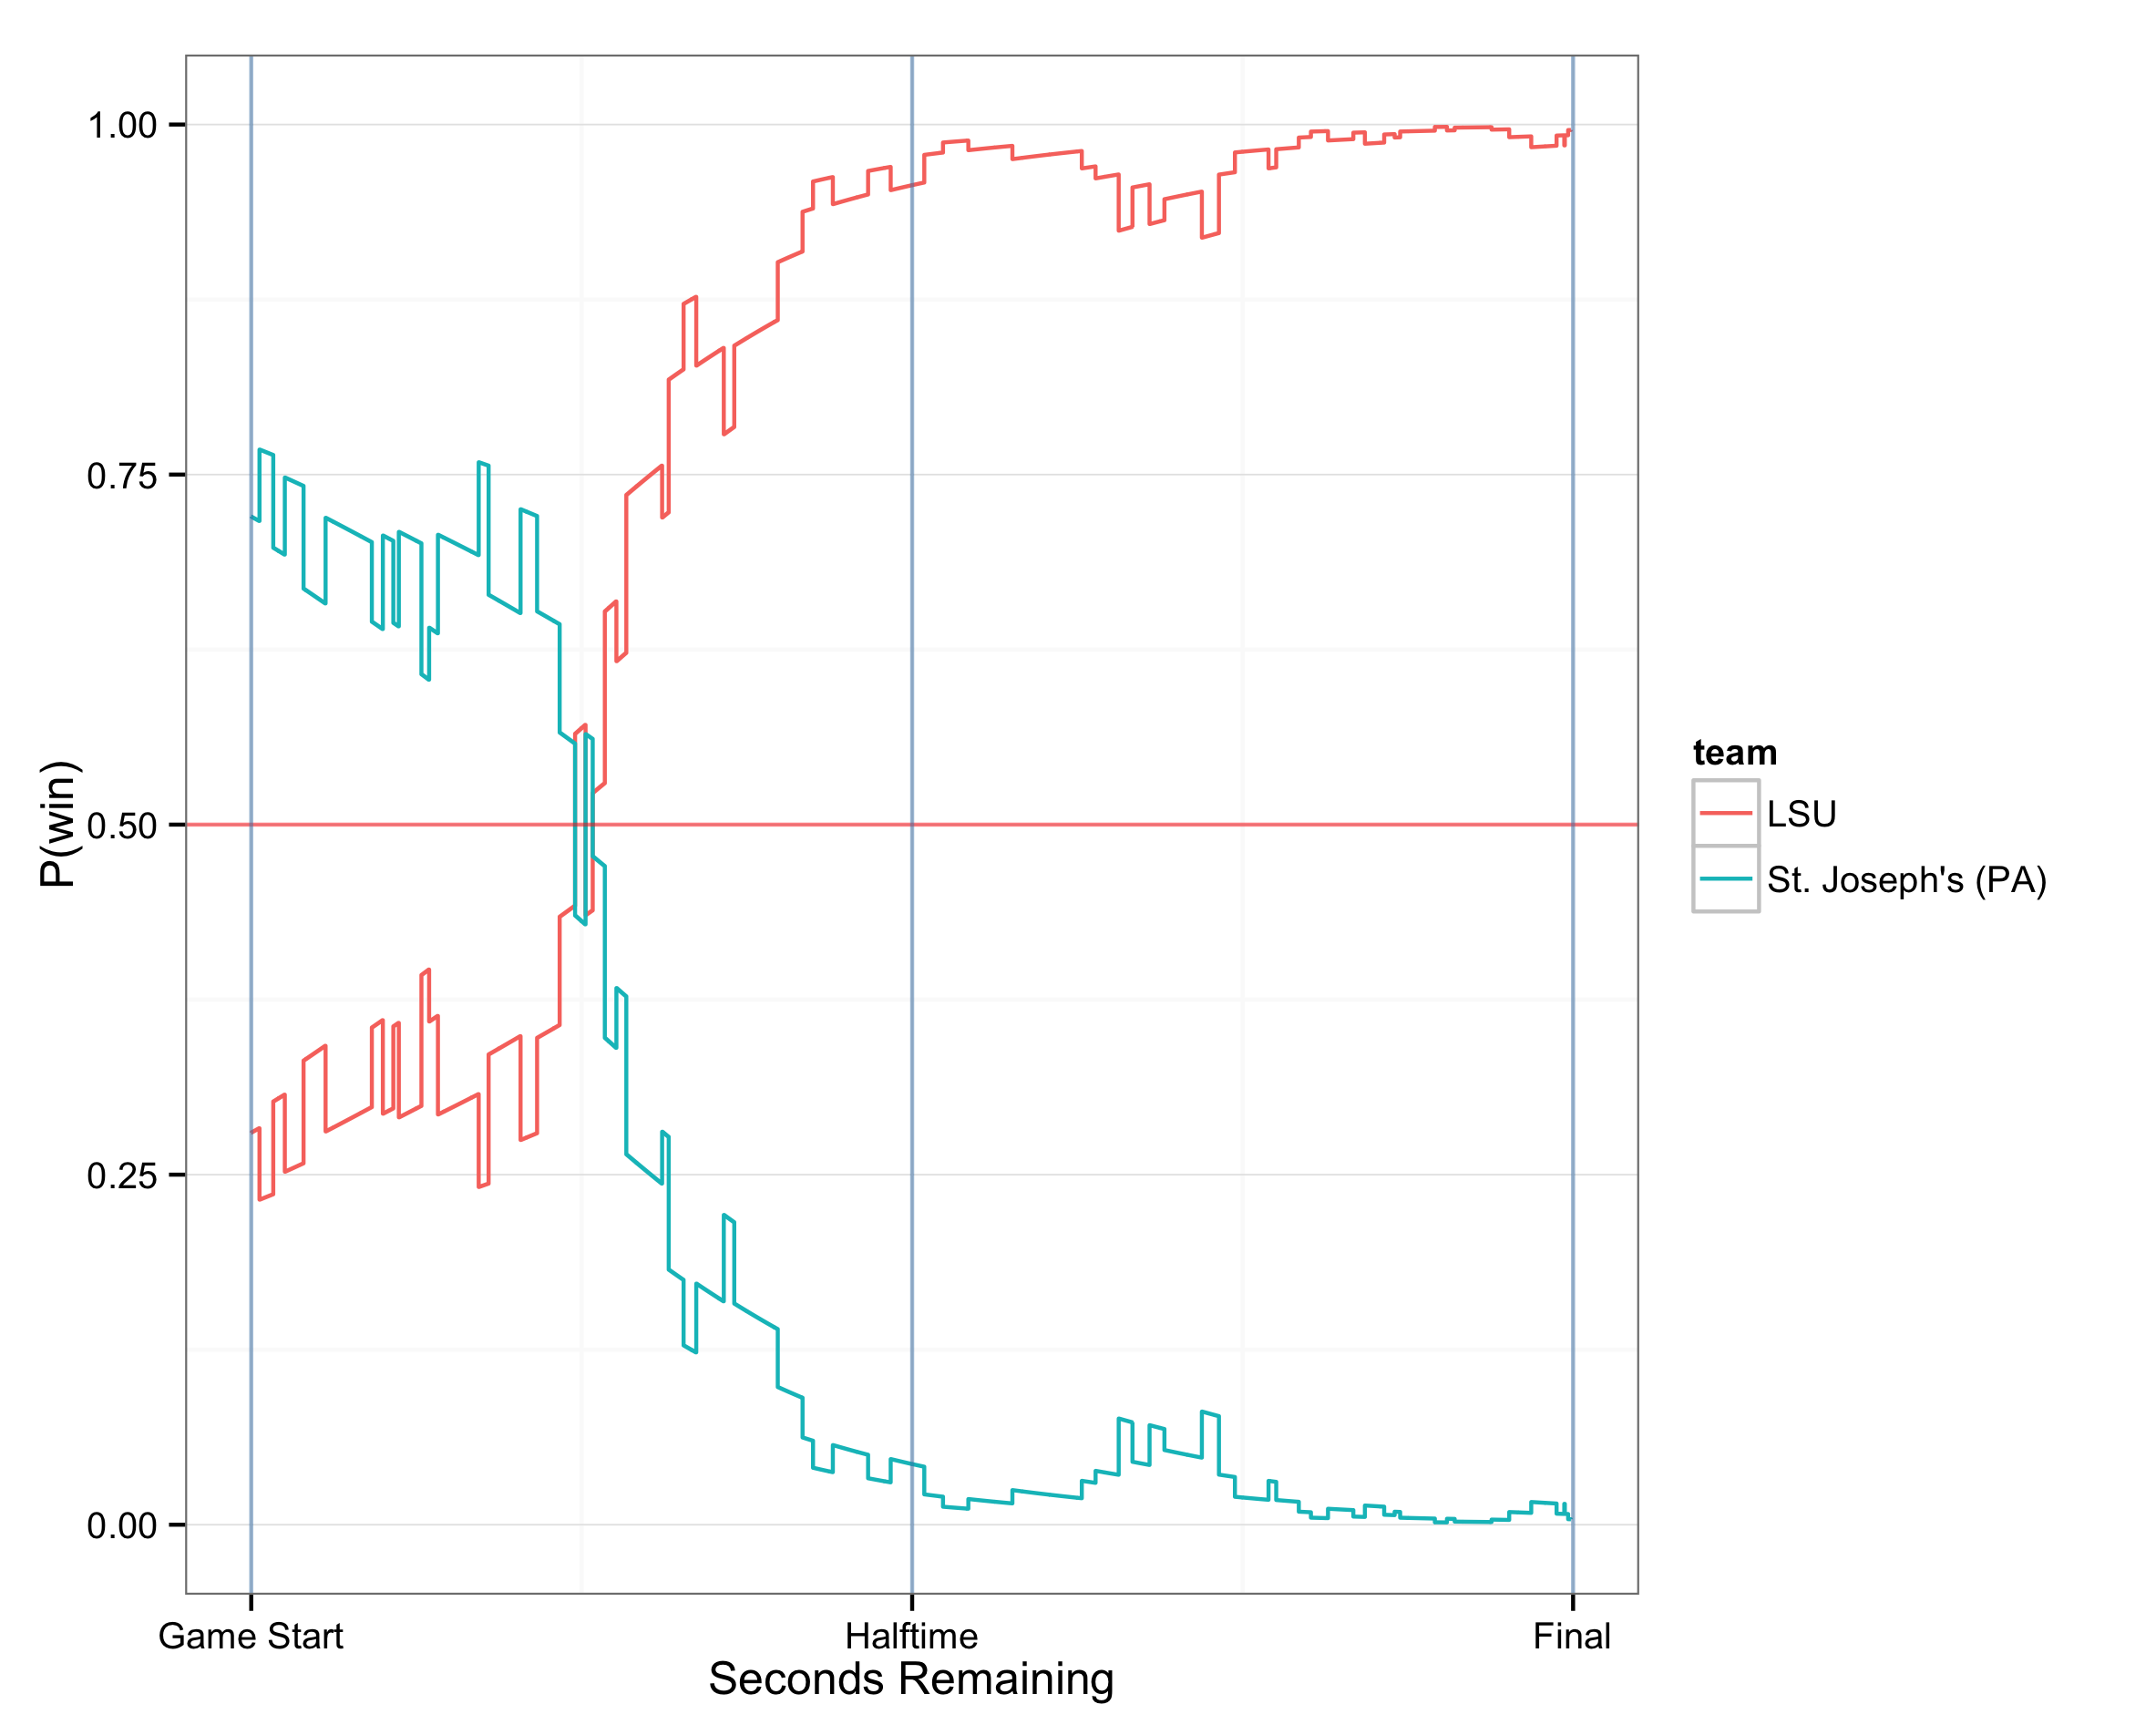 1.00
0.75
0.50
0.25
0.00
P(win)
Game Start
Halftime
Final
Seconds Remaining
team
LSU
St. Joseph's (PA)